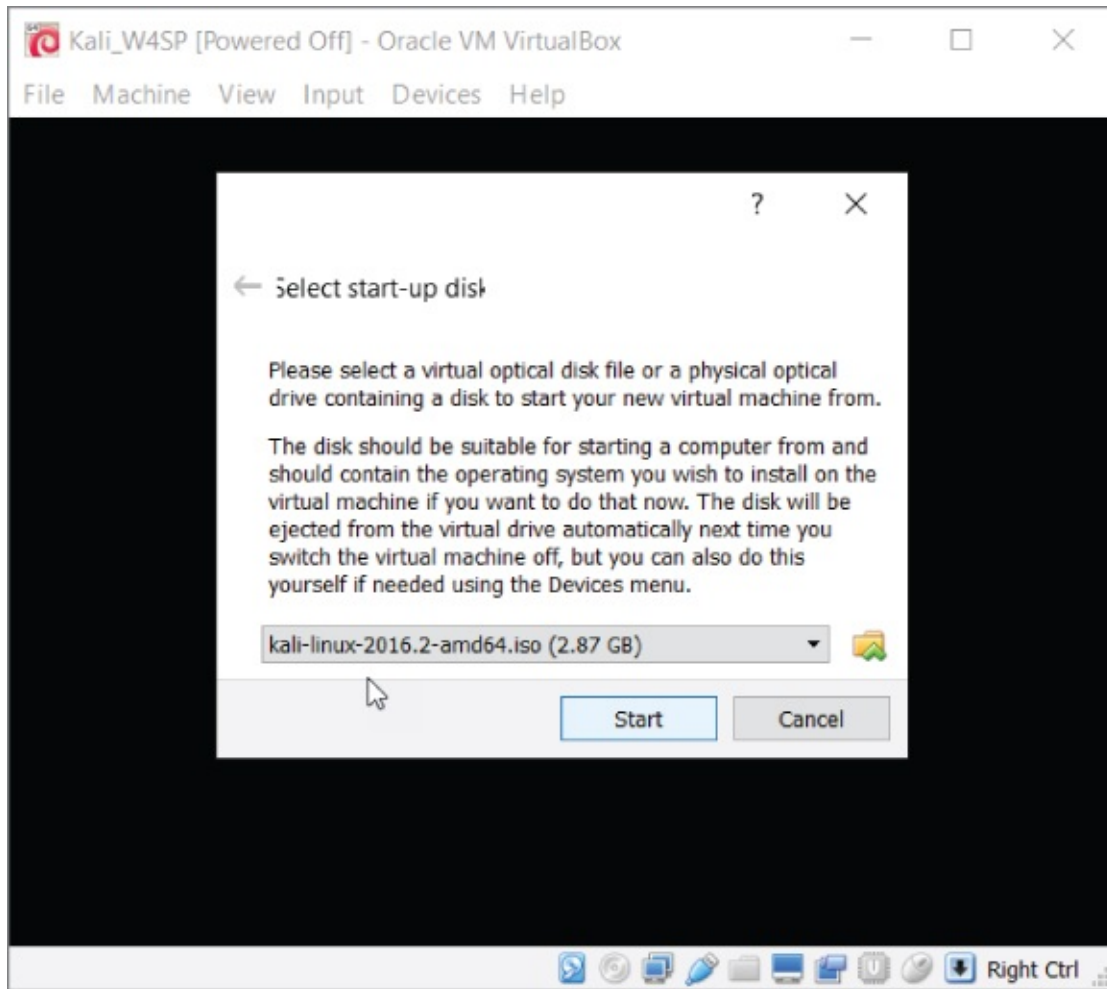 Kali_W4SP [Powered Off] - Oracle VM VirtualBox
File Machine View Input Devices Help
?
Select start-up disk
Please select a virtual optical disk file or a physical optical
drive containing a disk to start your new virtual machine from.
The disk should be suitable for starting a computer from and
should contain the operating system you wish to install on the
virtual machine if you want to do that now. The disk will be
ejected from the virtual drive automatically next time you
switch the virtual machine off, but you can also do this
yourself if needed using the Devices menu.
kali-linux-2016.2-amd64.iso (2.87 GB)
Start Cancel
Right Ctrl